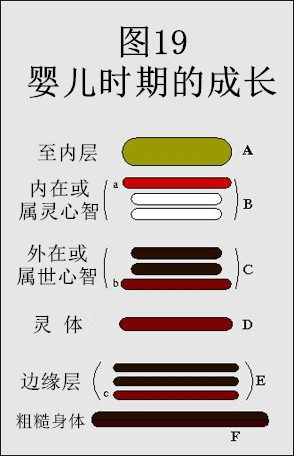 图19
婴儿时期的成长
至内层 A
a
内在或
属灵心智 B
外在或
属世心智 C
b
灵 体 D
边缘层 E
c
粗糙身体
F